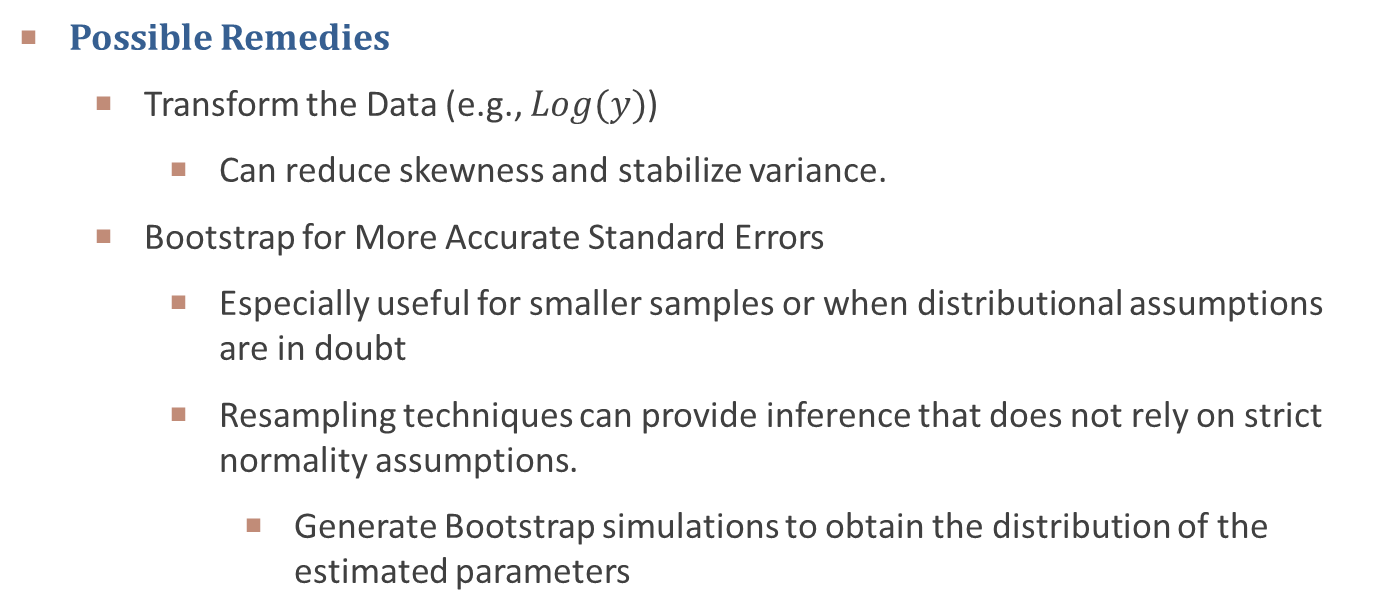 Possible Remedies
Transform the Data (e.g., Log(y))
Can reduce skewness and stabilize variance.
Bootstrap for More Accurate Standard Errors
Especially useful for smaller samples or when distributional assumptions
are in doubt
Resampling techniques can provide inference that does not rely on strict
normality assumptions.
Generate Bootstrap simulations to obtain the distribution of the
estimated parameters